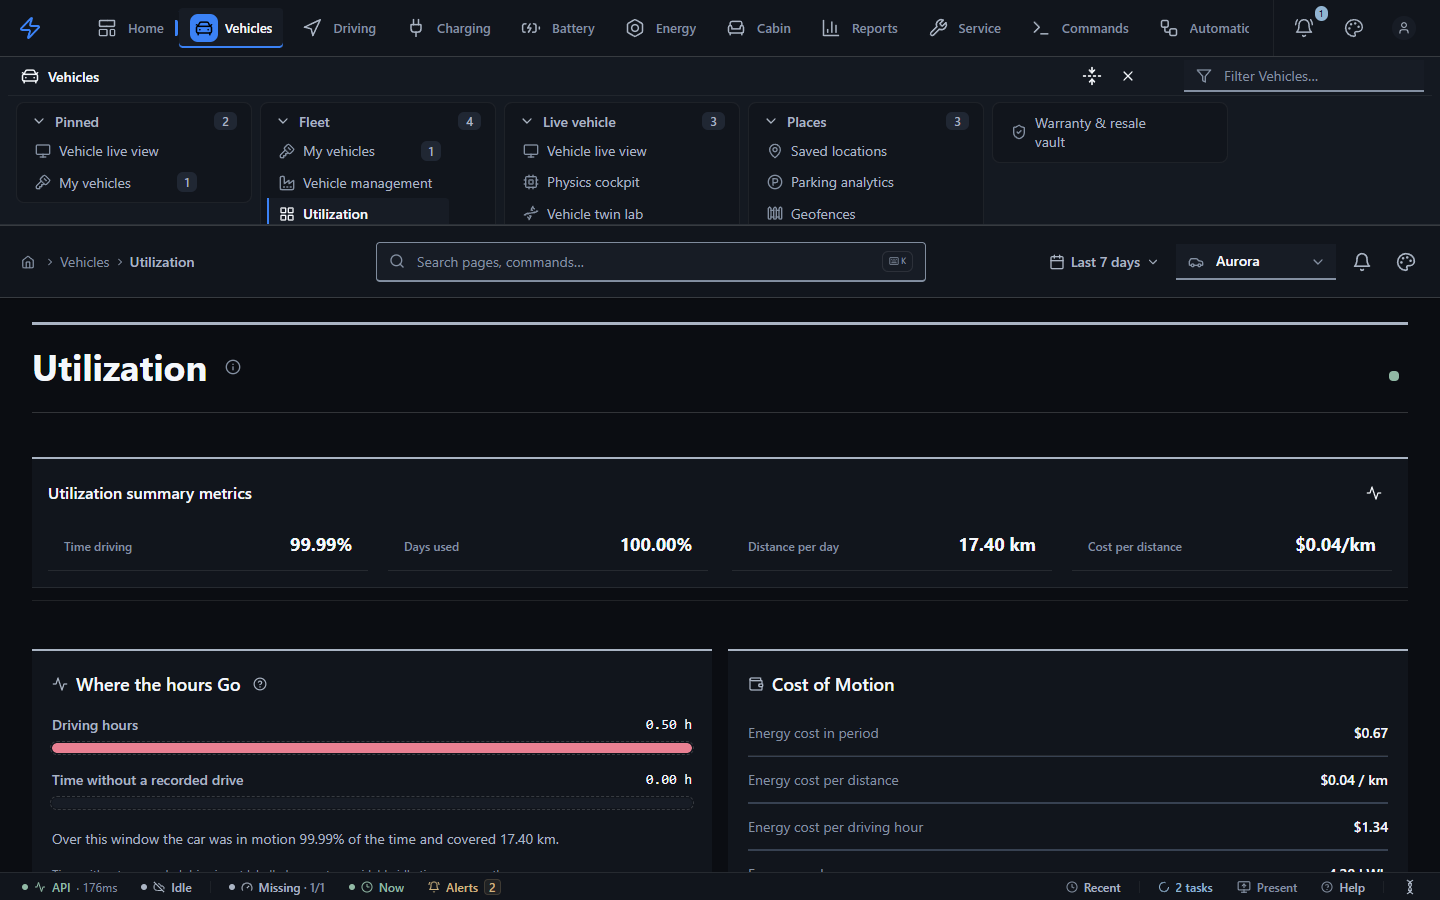 Home
Vehicles
Driving
Charging
Battery
Energy
Cabin
Reports
Service
Commands
Automatic
1
Vehicles
Filter Vehicles...
Pinned 2
Vehicle live view
My vehicles 1
Fleet 4
My vehicles 1
Vehicle management
Utilization
Live vehicle 3
Vehicle live view
Physics cockpit
Vehicle twin lab
Places 3
Saved locations
Parking analytics
Geofences
Warranty & resale
vault
Vehicles
Utilization
Search pages, commands...
K
Last 7 days
Aurora
Utilization
Utilization summary metrics
Time driving 99.99%
Days used 100.00%
Distance per day 17.40 km
Cost per distance $0.04/km
Where the hours Go
Driving hours 0.50 h
Time without a recorded drive 0.00 h
Over this window the car was in motion 99.99% of the time and covered 17.40 km.
Cost of Motion
Energy cost in period $0.67
Energy cost per distance $0.04 / km
Energy cost per driving hour $1.34
API · 176ms
Idle
Missing · 1/1
Now
Alerts 2
Recent
2 tasks
Present
Help